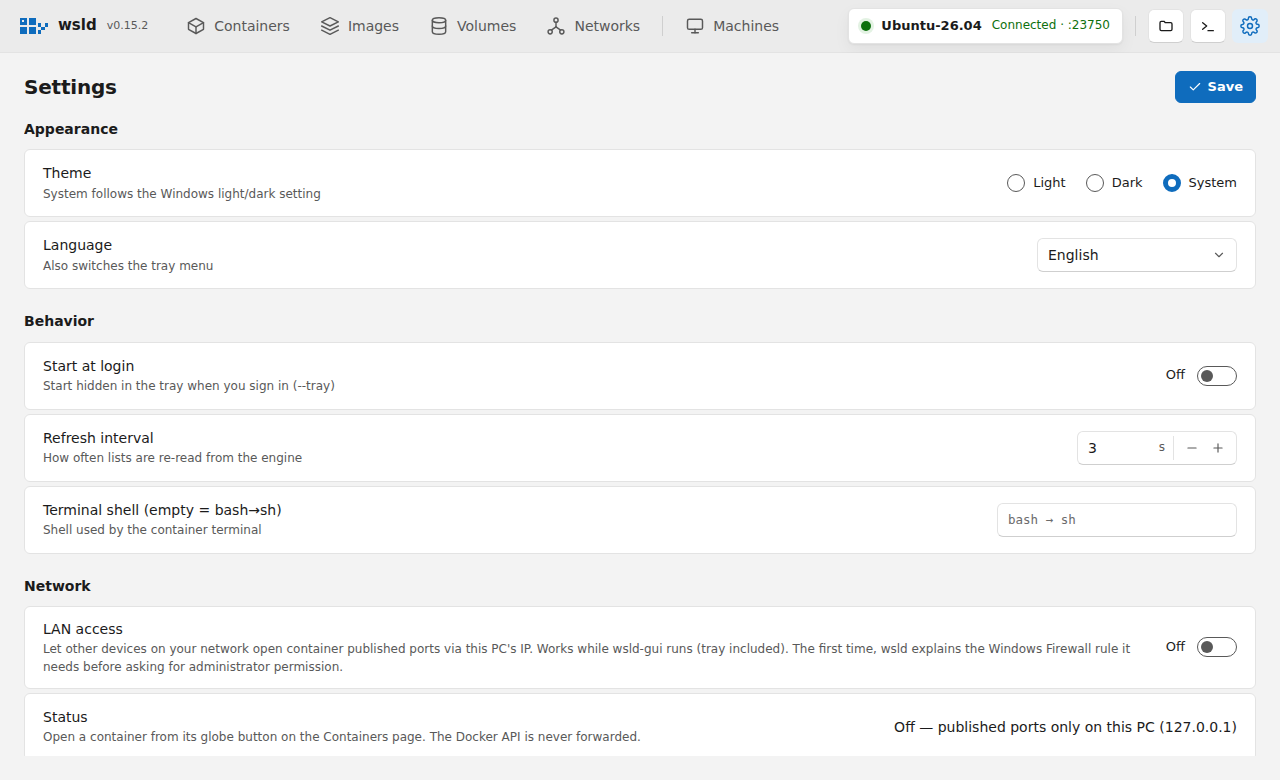 wsld v0.15.2 Containers Images Volumes Networks Machines Ubuntu-26.04 Connected · :23750
Settings Save
Appearance
Theme
System follows the Windows light/dark setting
Light Dark System
Language
Also switches the tray menu
English
Behavior
Start at login
Start hidden in the tray when you sign in (--tray)
Off
Refresh interval
How often lists are re-read from the engine
3 s
Terminal shell (empty = bash→sh)
Shell used by the container terminal
bash → sh
Network
LAN access
Let other devices on your network open container published ports via this PC's IP. Works while wsld-gui runs (tray included). The first time, wsld explains the Windows Firewall rule it
needs before asking for administrator permission.
Off
Status
Open a container from its globe button on the Containers page. The Docker API is never forwarded.
Off — published ports only on this PC (127.0.0.1)